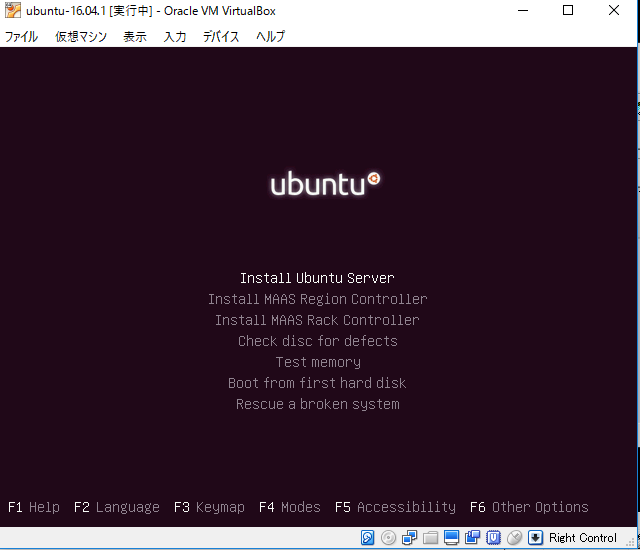 ubuntu-16.04.1 [実行中] - Oracle VM VirtualBox
ファイル 仮想マシン 表示 入力 デバイス ヘルプ
ubuntu
Install Ubuntu Server
Install MAAS Region Controller
Install MAAS Rack Controller
Check disc for defects
Test memory
Boot from first hard disk
Rescue a broken system
F1 Help F2 Language F3 Keymap F4 Modes F5 Accessibility F6 Other Options
Right Control